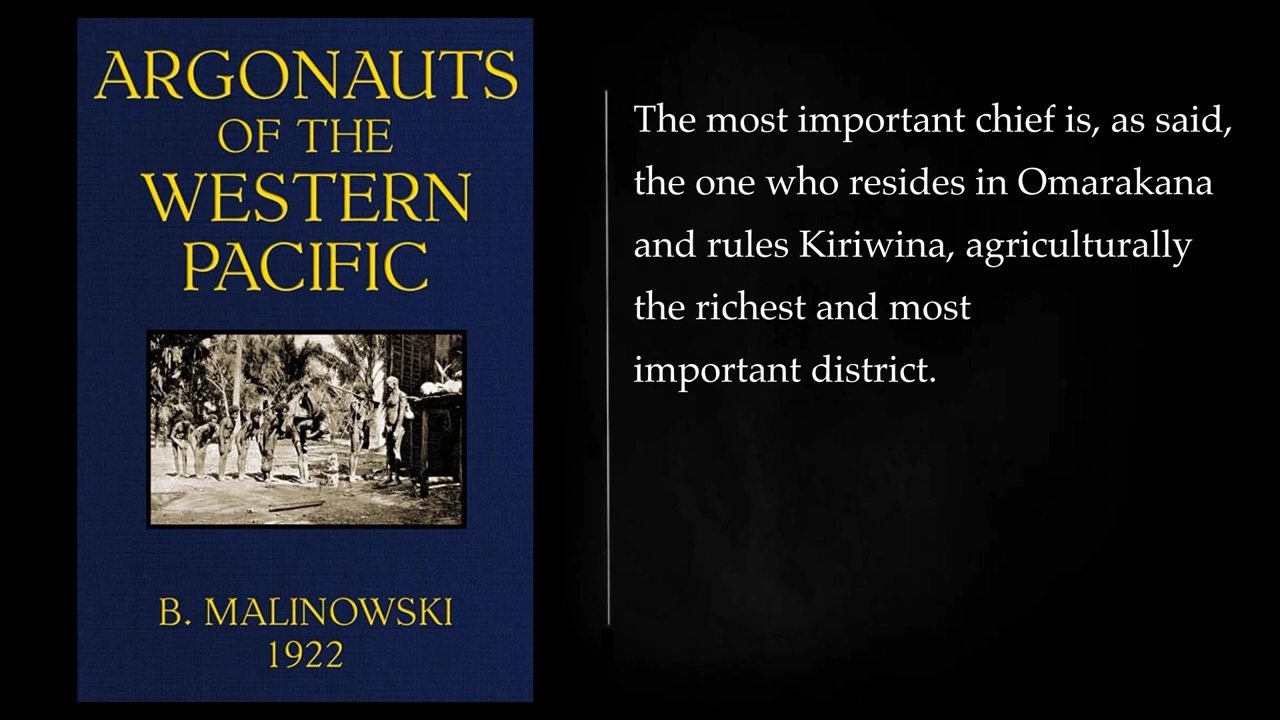 ARGONAUTS
OF THE
WESTERN
PACIFIC
B. MALINOWSKI
1922
The most important chief is, as said,
the one who resides in Omarakana
and rules Kiriwina, agriculturally
the richest and most
important district.